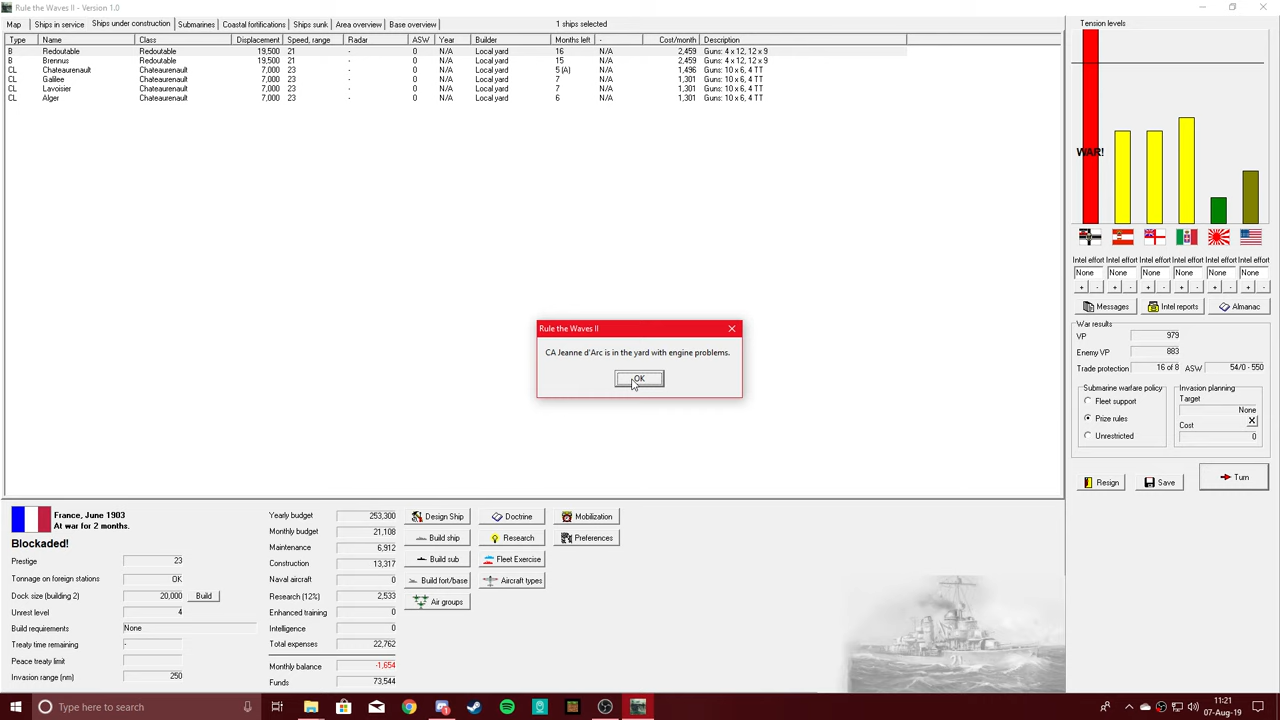 Rule the Waves II - Version 1.0
Map Ships in service Ships under construction Submarines Coastal fortifications Ships sunk Area overview Base overview 1 ships selected
Type Name Class Displacement Speed, range Radar ASW Year - Builder Months left - Cost/month Description
B Redoutable Redoutable 19,500 21 - 0 N/A Local yard 16 N/A 2,459 Guns: 4 x 12, 12 x 9
B Brennus Redoutable 19,500 21 - 0 N/A Local yard 15 N/A 2,459 Guns: 4 x 12, 12 x 9
CL Chateaurenault Chateaurenault 7,000 23 - 0 N/A Local yard 5 (A) N/A 1,496 Guns: 10 x 6, 4 TT
CL Galilee Chateaurenault 7,000 23 - 0 N/A Local yard 7 N/A 1,301 Guns: 10 x 6, 4 TT
CL Lavoisier Chateaurenault 7,000 23 - 0 N/A Local yard 7 N/A 1,301 Guns: 10 x 6, 4 TT
CL Alger Chateaurenault 7,000 23 - 0 N/A Local yard 6 N/A 1,301 Guns: 10 x 6, 4 TT
Rule the Waves II
CA Jeanne d'Arc is in the yard with engine problems.
OK
Tension levels
WAR!
Intel effort Intel effort Intel effort Intel effort Intel effort Intel effort
None None None None None None
+ - + - + - + - + - + -
Messages Intel reports Almanac
War results
VP 979
Enemy VP 883
Trade protection 16 of 8 ASW 54/0 - 550
Submarine warfare policy
Fleet support
Prize rules
Unrestricted
Invasion planning
Target
None
Cost X
0
Resign Save Turn
France, June 1903
At war for 2 months.
Blockaded!
Prestige 23
Tonnage on foreign stations OK
Dock size (building 2) 20,000 Build
Unrest level 4
Build requirements None
Treaty time remaining -
Peace treaty limit
Invasion range (nm) 250
Yearly budget 253,300
Monthly budget 21,108
Maintenance 6,912
Construction 13,317
Naval aircraft 0
Research (12%) 2,533
Enhanced training 0
Intelligence 0
Total expenses 22,762
Monthly balance -1,654
Funds 73,544
Design Ship Doctrine Mobilization
Build ship Research Preferences
Build sub Fleet Exercise
Build fort/base Aircraft types
Air groups
Type here to search
11:21
07-Aug-19